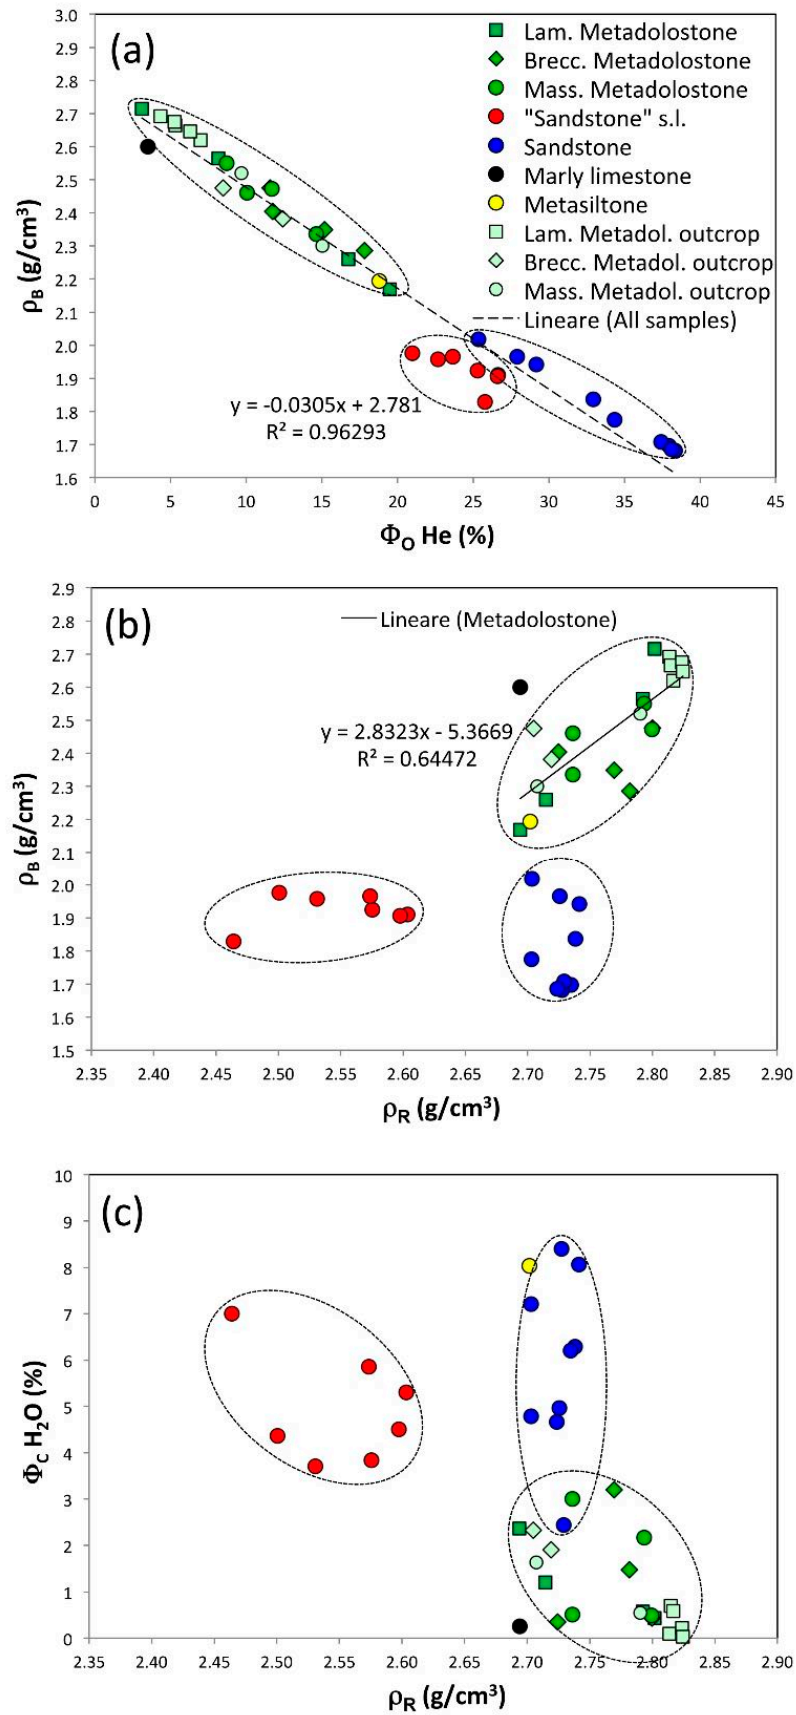 (a)
3.0
2.9
2.8
2.7
2.6
2.5
2.4
2.3
2.2
2.1
2.0
1.9
1.8
1.7
1.6
ρB (g/cm³)
Lam. Metadolostone
Brecc. Metadolostone
Mass. Metadolostone
"Sandstone" s.l.
Sandstone
Marly limestone
Metasiltone
Lam. Metadol. outcrop
Brecc. Metadol. outcrop
Mass. Metadol. outcrop
Lineare (All samples)
y = -0.0305x + 2.781
R² = 0.96293
0 5 10 15 20 25 30 35 40 45
ΦO He (%)
(b)
2.9
2.8
2.7
2.6
2.5
2.4
2.3
2.2
2.1
2.0
1.9
1.8
1.7
1.6
1.5
ρB (g/cm³)
Lineare (Metadolostone)
y = 2.8323x - 5.3669
R² = 0.64472
2.35 2.40 2.45 2.50 2.55 2.60 2.65 2.70 2.75 2.80 2.85 2.90
ρR (g/cm³)
(c)
10
9
8
7
6
5
4
3
2
1
0
ΦC H₂O (%)
2.35 2.40 2.45 2.50 2.55 2.60 2.65 2.70 2.75 2.80 2.85 2.90
ρR (g/cm³)